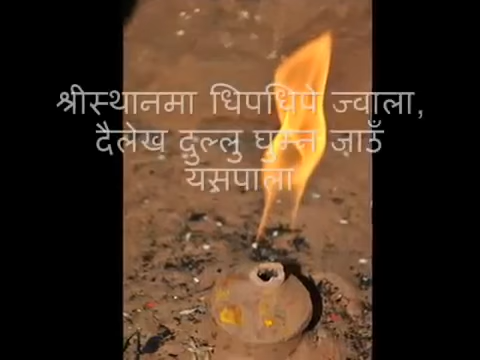 श्रीस्थानमा धिपधिपे ज्वाला,
दैलेख दुल्लु घुम्न जाउँ
यसपाला